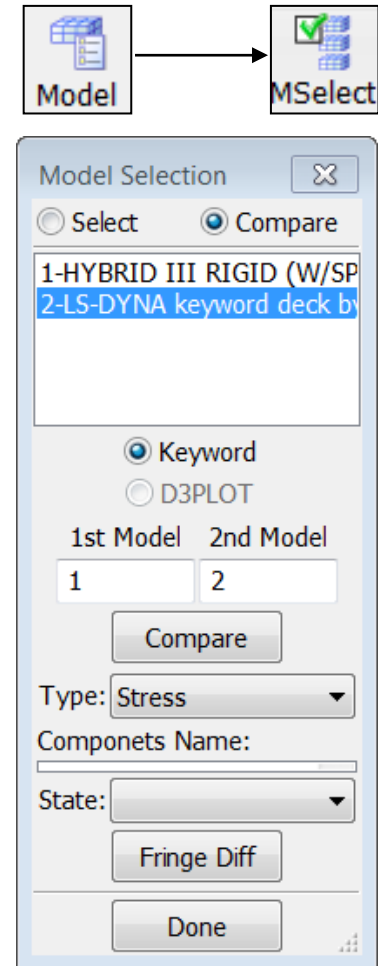 Model MSelect
Model Selection
Select Compare
1-HYBRID III RIGID (W/SP
2-LS-DYNA keyword deck by
Keyword
D3PLOT
1st Model 2nd Model
1 2
Compare
Type: Stress
Componets Name:
State:
Fringe Diff
Done